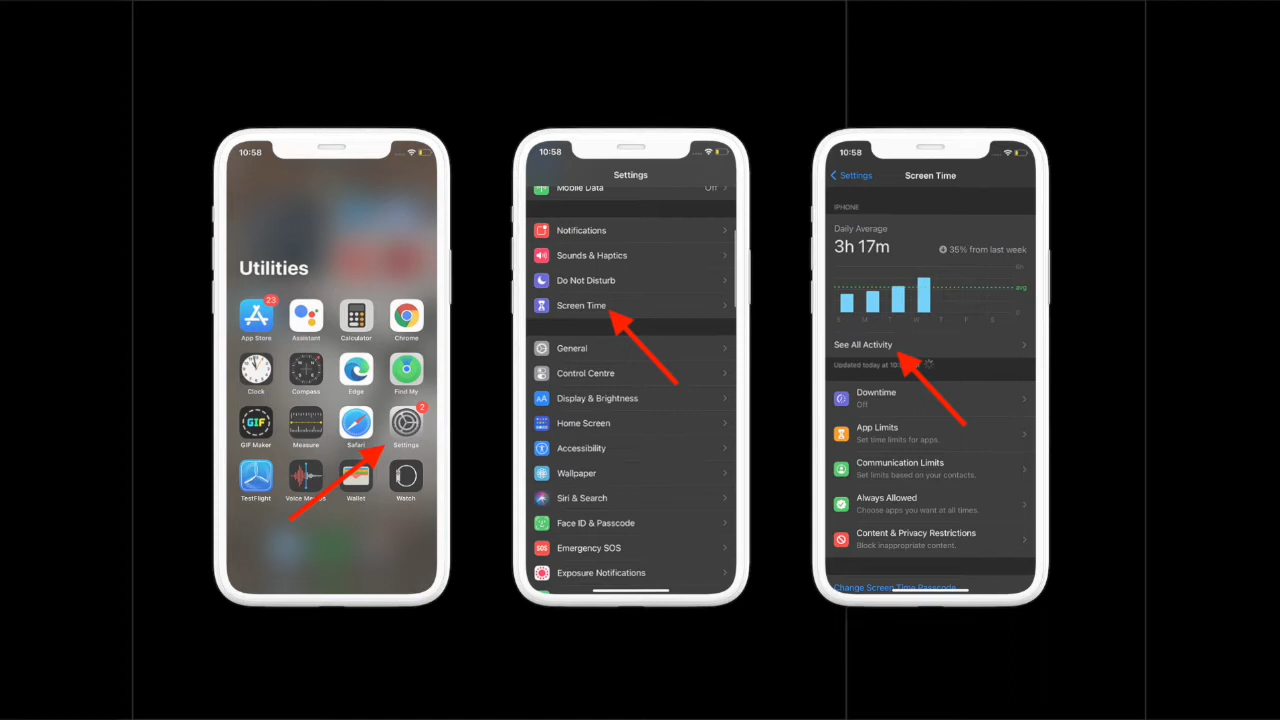 10:58
Utilities
23
App Store
Assistant
Calculator
Chrome
Clock
Compass
Edge
Find My
GIF
2
GIF Maker
Measure
Safari
Settings
TestFlight
Voice
Wallet
Watch
10:58
Settings
Mobile Data Off
Notifications
Sounds & Haptics
Do Not Disturb
Screen Time
General
Control Centre
AA Display & Brightness
Home Screen
Accessibility
Wallpaper
Siri & Search
Face ID & Passcode
SOS Emergency SOS
Exposure Notifications
10:58
Settings Screen Time
IPHONE
Daily Average
3h 17m 35% from last week
6h
avg
0
S M T W T F S
See All Activity
Updated today at
Downtime
Off
App Limits
Set time limits for apps.
Communication Limits
Set limits based on your contacts.
Always Allowed
Choose apps you want at all times.
Content & Privacy Restrictions
Block inappropriate content.
Change Screen Time Passcode